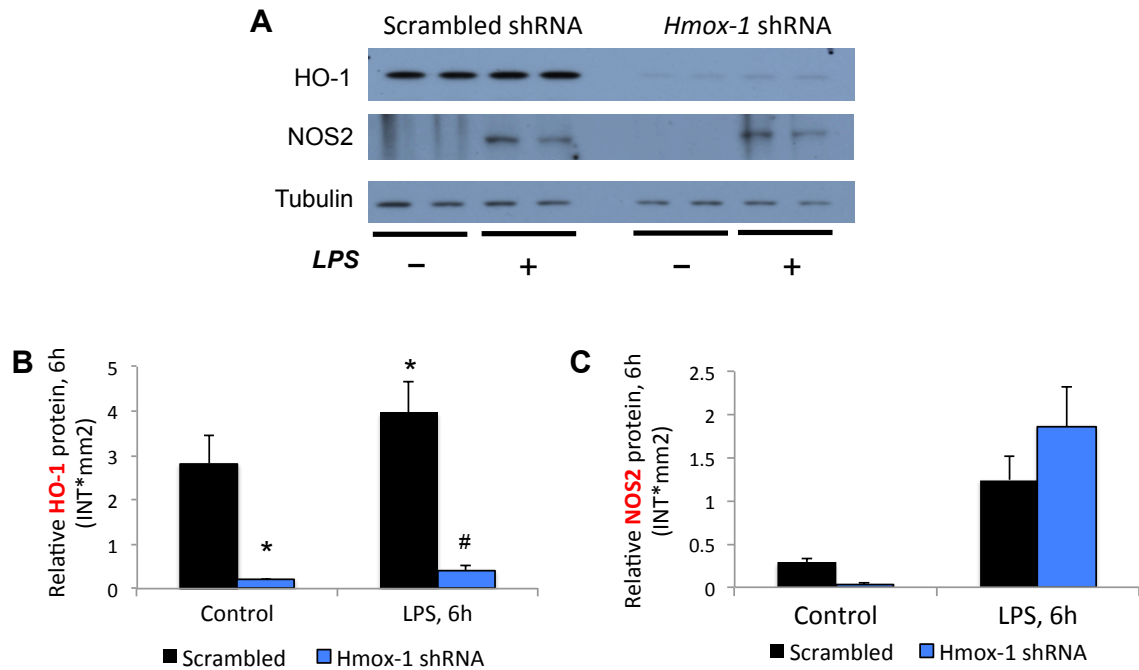 A
Scrambled shRNA
Hmox-1 shRNA
HO-1
NOS2
Tubulin
LPS
– + – +
B
Relative HO-1 protein, 6h
(INT*mm2)
5
4
3
2
1
0
*
*
#
Control
LPS, 6h
Scrambled
Hmox-1 shRNA
C
Relative NOS2 protein, 6h
(INT*mm2)
2.5
2
1.5
1
0.5
0
Control
LPS, 6h
Scrambled
Hmox-1 shRNA